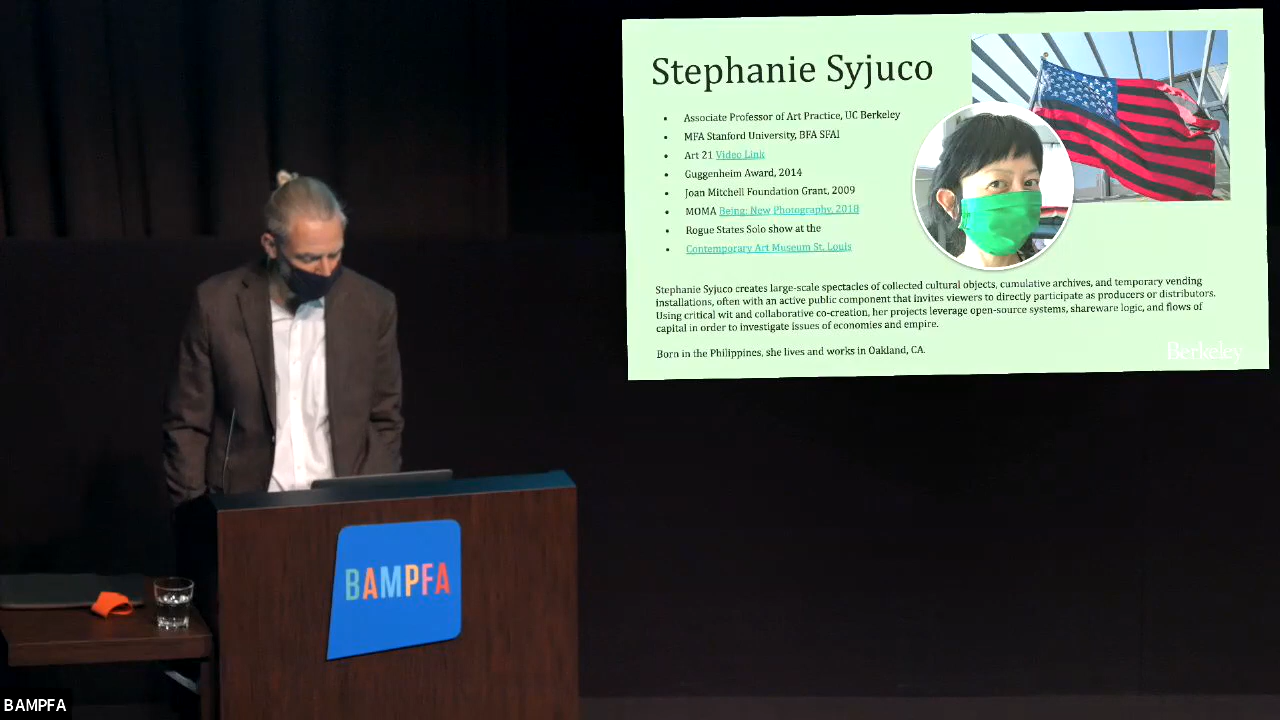 Stephanie Syjuco
Associate Professor of Art Practice, UC Berkeley
MFA Stanford University, BFA SFAI
Art 21 Video Link
Guggenheim Award, 2014
Joan Mitchell Foundation Grant, 2009
MOMA Being: New Photography, 2018
Rogue States Solo show at the
Contemporary Art Museum St. Louis
Stephanie Syjuco creates large-scale spectacles of collected cultural objects, cumulative archives, and temporary vending
installations, often with an active public component that invites viewers to directly participate as producers or distributors.
Using critical wit and collaborative co-creation, her projects leverage open-source systems, shareware logic, and flows of
capital in order to investigate issues of economies and empire.
Born in the Philippines, she lives and works in Oakland, CA.
Berkeley
BAMPFA
BAMPFA